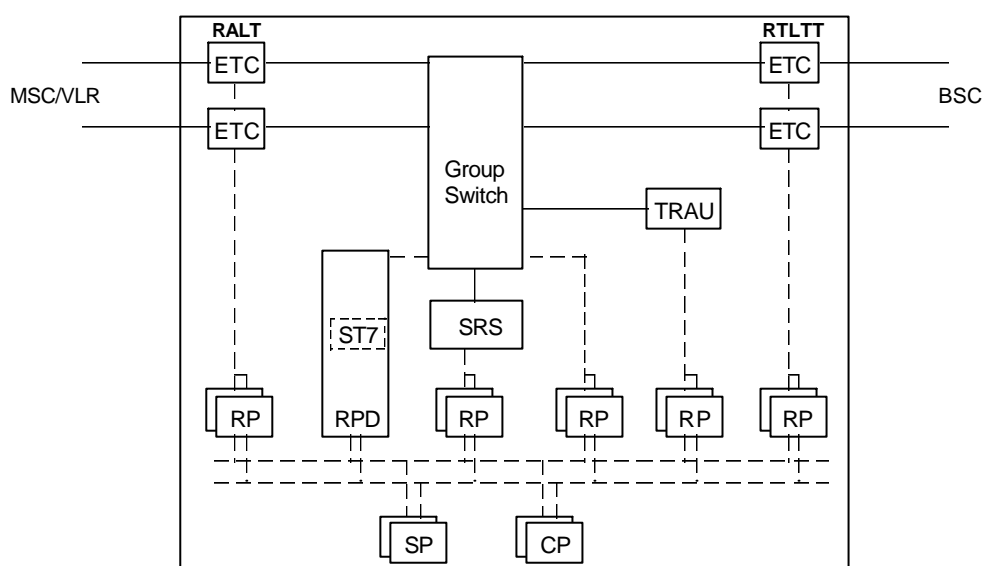 RALT
RTLTT
ETC
ETC
MSC/VLR
BSC
ETC
ETC
Group
Switch
TRAU
ST7
SRS
RP
RPD
RP
RP
RP
RP
SP
CP